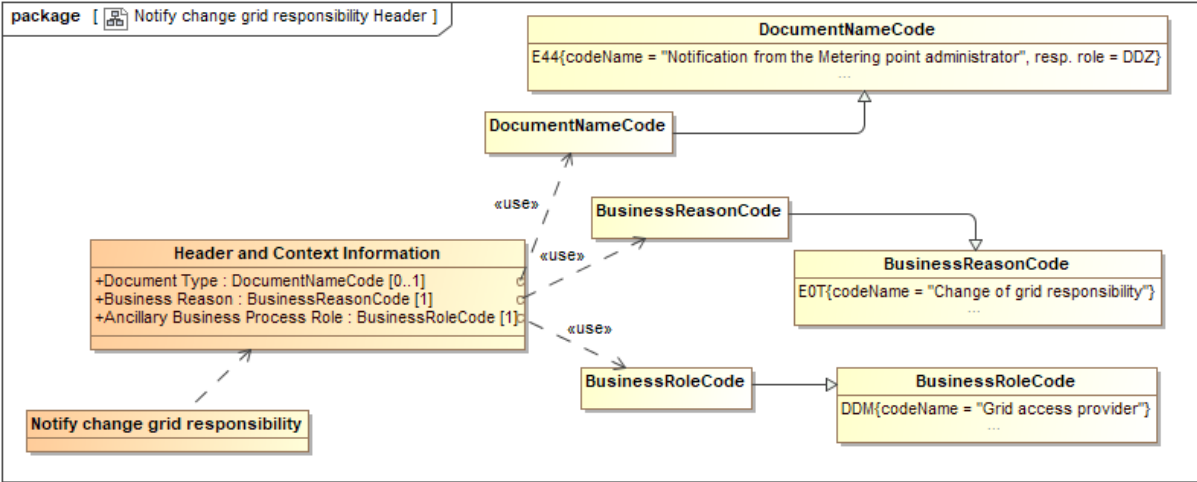 package [ Notify change grid responsibility Header ]
DocumentNameCode
E44{codeName = "Notification from the Metering point administrator", resp. role = DDZ}
...
DocumentNameCode
«use»
BusinessReasonCode
«use»
Header and Context Information
+Document Type : DocumentNameCode [0..1]
+Business Reason : BusinessReasonCode [1]
+Ancillary Business Process Role : BusinessRoleCode [1]
BusinessReasonCode
E0T{codeName = "Change of grid responsibility"}
...
«use»
BusinessRoleCode
BusinessRoleCode
DDM{codeName = "Grid access provider"}
...
Notify change grid responsibility